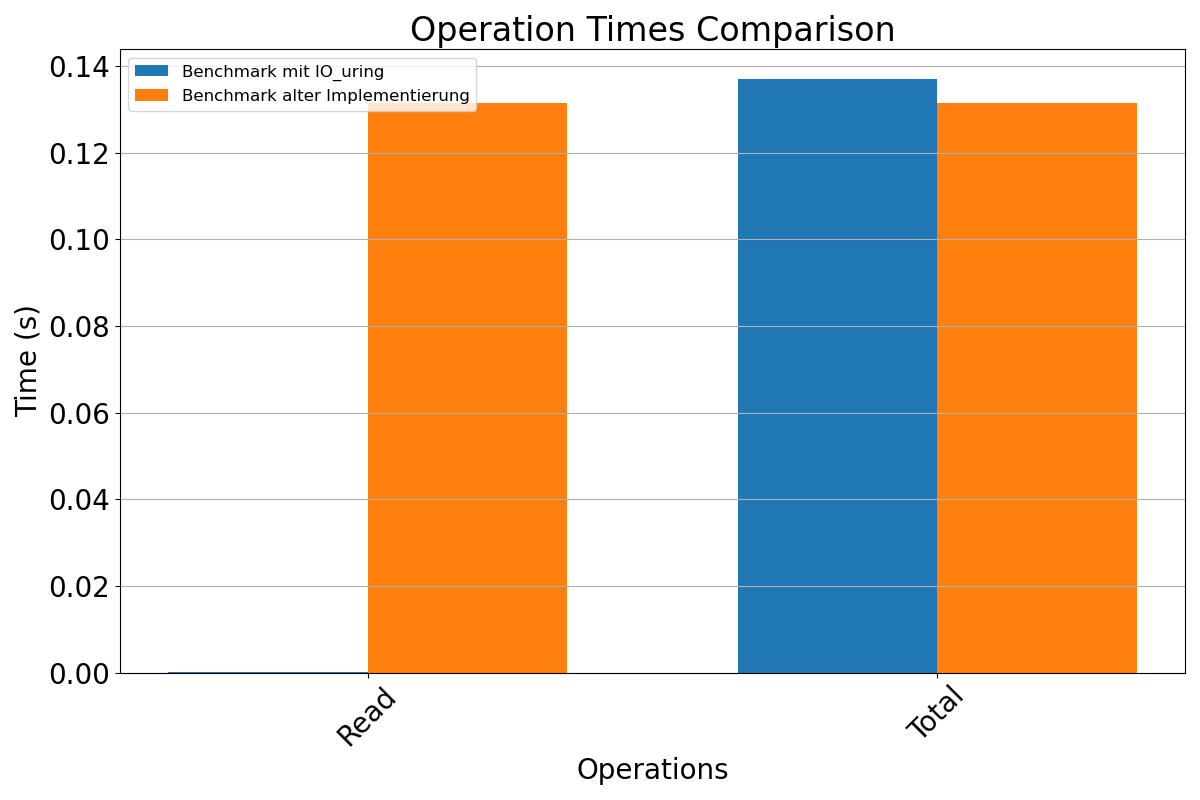 Operation Times Comparison
Benchmark mit IO_uring
Benchmark alter Implementierung
Time (s)
0.14
0.12
0.10
0.08
0.06
0.04
0.02
0.00
Read
Total
Operations